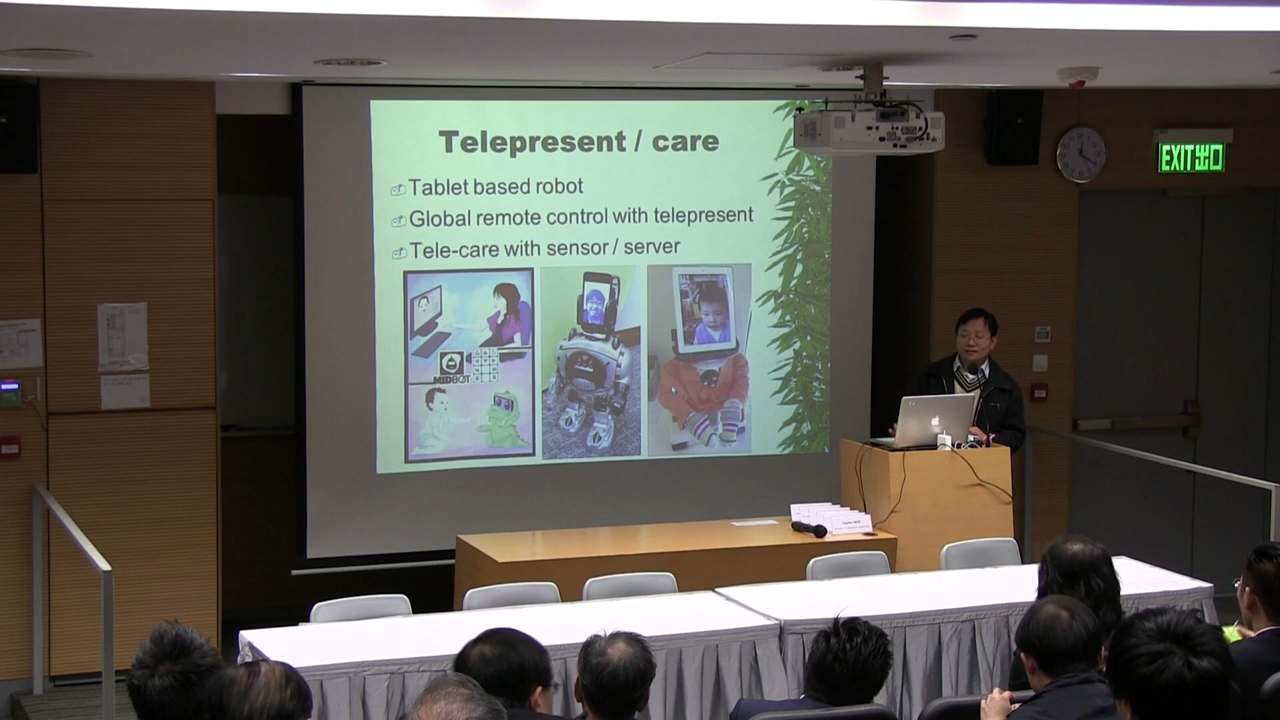 Telepresent / care
Tablet based robot
Global remote control with telepresent
Tele-care with sensor / server
MIDBOT
EXIT出口